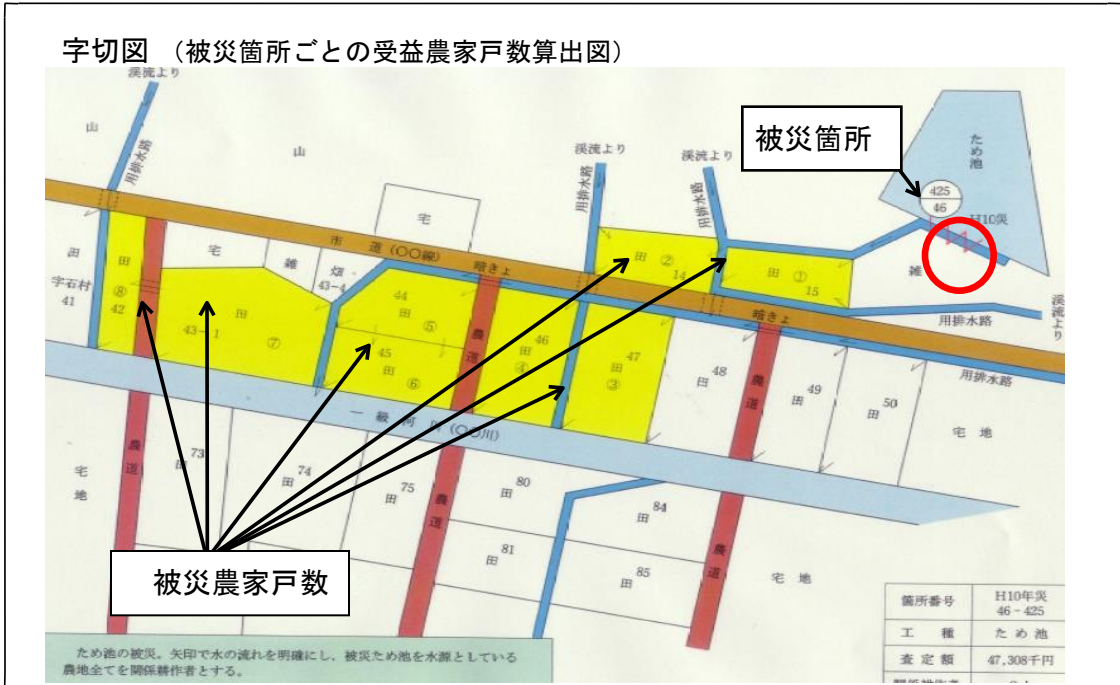 字切図 （被災箇所ごとの受益農家戸数算出図）
渓流より
山
用排水路
山
宅
渓流より
用排水路
渓流より
用排水路
被災箇所
ため池
425
46
H10災
雑
渓流より
用排水路
用排水路
市 道 (〇〇線)
暗きょ
暗きょ
田
字石村
41
田
⑧
42
宅
雑
畑
43-4
田
43-1
⑦
44
田 ⑤
45
田 ⑥
農道
46
田
④
47
田
③
田 ②
14
田 ①
15
48
田
農道
49
田
50
田
宅 地
一 級 河 川 (〇〇川)
宅
地
農道
73
田
74
田
75
田
農道
80
田
81
田
84
田
85
田
農道
宅 地
被災農家戸数
ため池の被災。矢印で水の流れを明確にし、被災ため池を水源としている
農地全てを関係耕作者とする。
箇所番号 H10年災
46-425
工 種 ため池
査 定 額 47,308千円